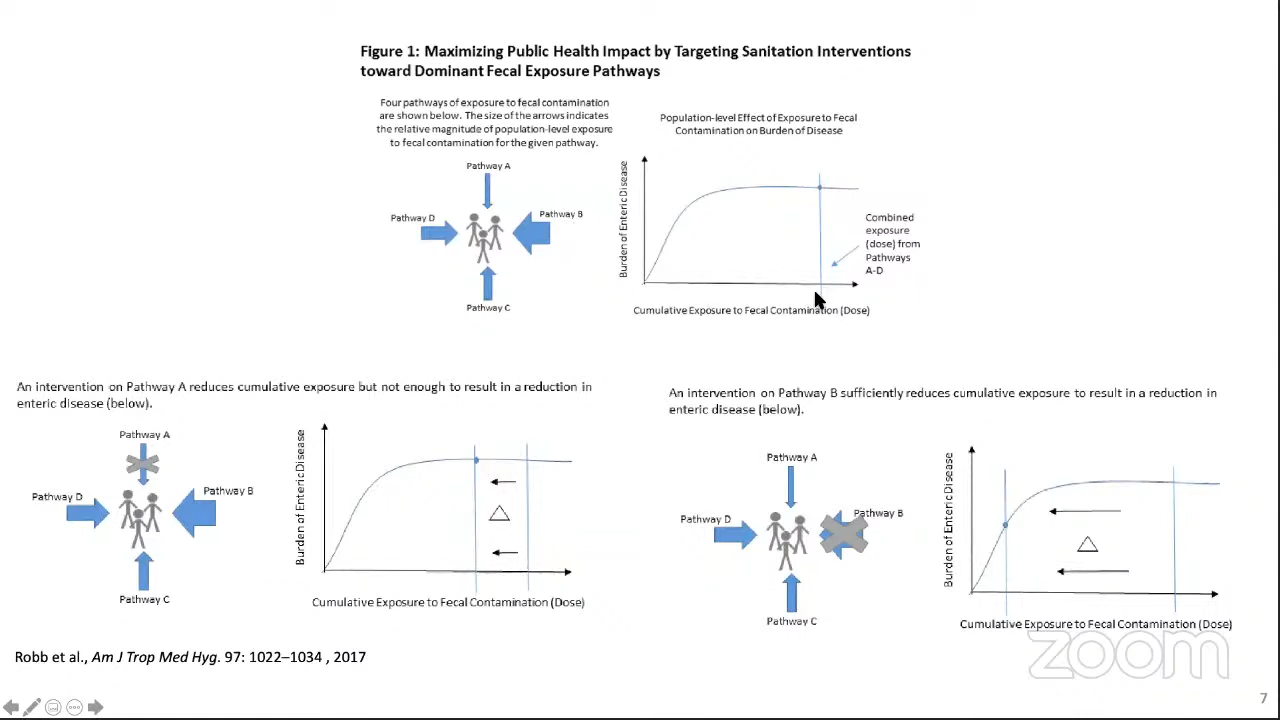 Figure 1: Maximizing Public Health Impact by Targeting Sanitation Interventions
toward Dominant Fecal Exposure Pathways
Four pathways of exposure to fecal contamination
are shown below. The size of the arrows indicates
the relative magnitude of population-level exposure
to fecal contamination for the given pathway.
Pathway A
Pathway D
Pathway B
Pathway C
Population-level Effect of Exposure to Fecal
Contamination on Burden of Disease
Burden of Enteric Disease
Combined
exposure
(dose) from
Pathways
A-D
Cumulative Exposure to Fecal Contamination (Dose)
An intervention on Pathway A reduces cumulative exposure but not enough to result in a reduction in
enteric disease (below).
Pathway A
Pathway D
Pathway B
Pathway C
Burden of Enteric Disease
Cumulative Exposure to Fecal Contamination (Dose)
An intervention on Pathway B sufficiently reduces cumulative exposure to result in a reduction in
enteric disease (below).
Pathway A
Pathway D
Pathway B
Pathway C
Burden of Enteric Disease
Cumulative Exposure to Fecal Contamination (Dose)
Robb et al., Am J Trop Med Hyg. 97: 1022–1034 , 2017
zoom
7